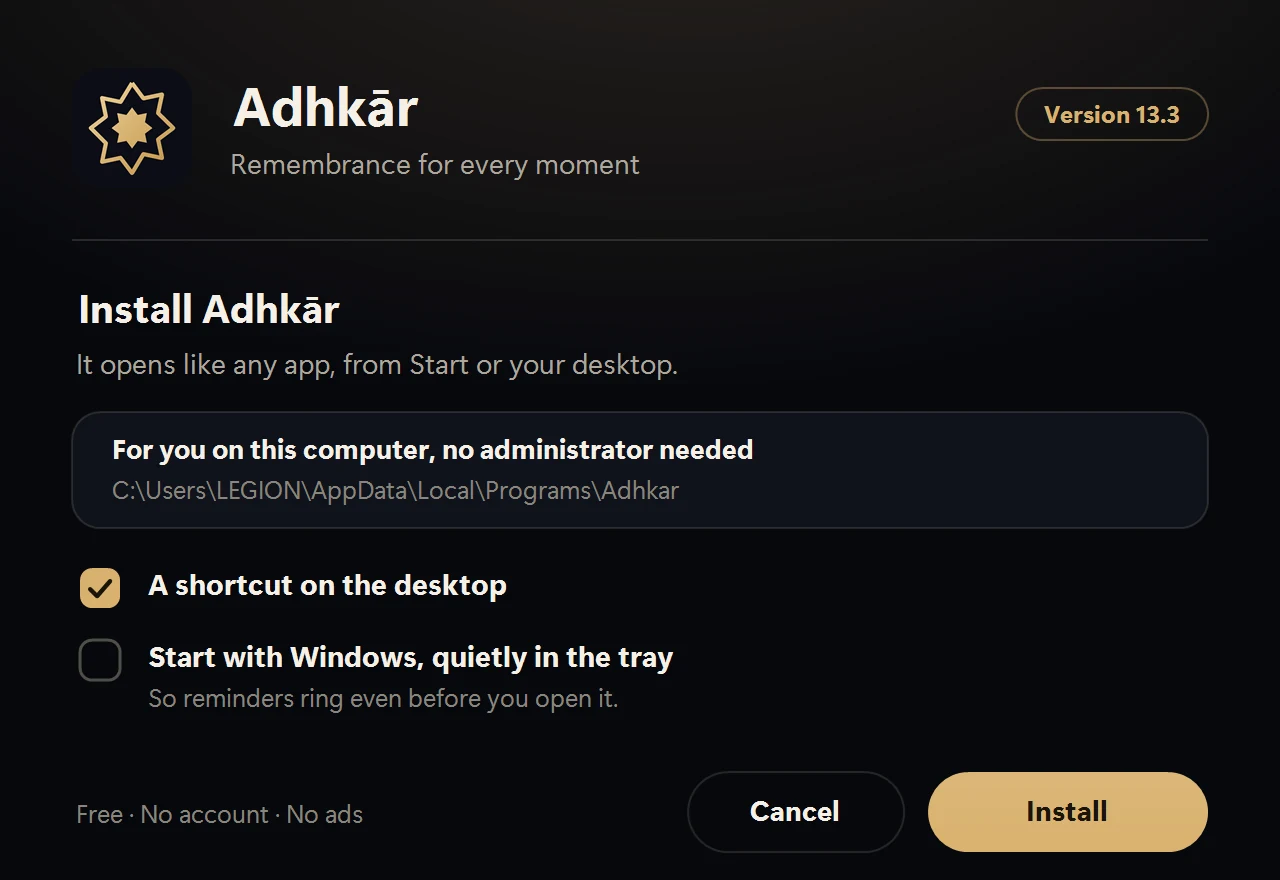 Adhkār
Version 13.3
Remembrance for every moment
Install Adhkār
It opens like any app, from Start or your desktop.
For you on this computer, no administrator needed
C:\Users\LEGION\AppData\Local\Programs\Adhkar
A shortcut on the desktop
Start with Windows, quietly in the tray
So reminders ring even before you open it.
Free · No account · No ads
Cancel
Install